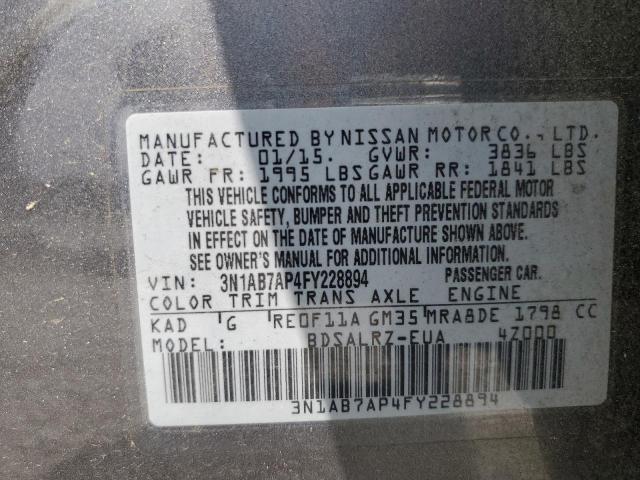 MANUFACTURED BY NISSAN MOTOR CO., LTD.
DATE: 01/15. GVWR: 3836 LBS
GAWR FR: 1995 LBS GAWR RR: 1841 LBS
THIS VEHICLE CONFORMS TO ALL APPLICABLE FEDERAL MOTOR
VEHICLE SAFETY, BUMPER AND THEFT PREVENTION STANDARDS
IN EFFECT ON THE DATE OF MANUFACTURE SHOWN ABOVE.
SEE OWNER'S MANUAL FOR ADDITIONAL INFORMATION.
VIN: 3N1AB7AP4FY228894 PASSENGER CAR.
COLOR TRIM TRANS AXLE ENGINE
KAD G RE0F11A GM35 MRA8DE 1798 CC
MODEL: BDSALRZ-EUA 4Z000
3N1AB7AP4FY228894